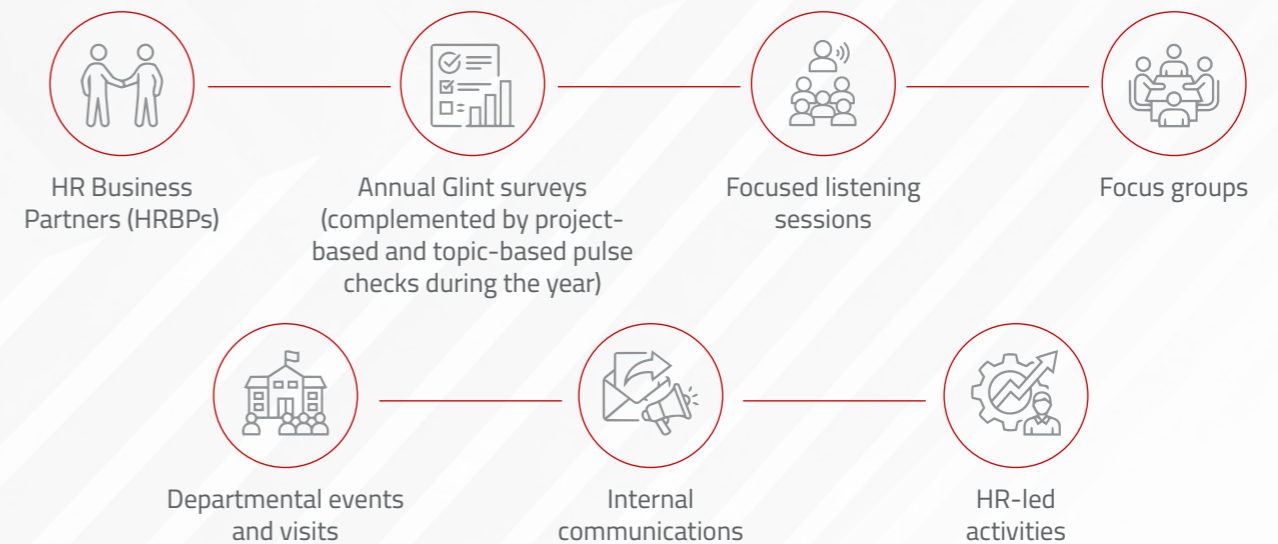 HR Business
Partners (HRBPs)
Annual Glint surveys
(complemented by project-
based and topic-based pulse
checks during the year)
Focused listening
sessions
Focus groups
Departmental events
and visits
Internal
communications
HR-led
activities